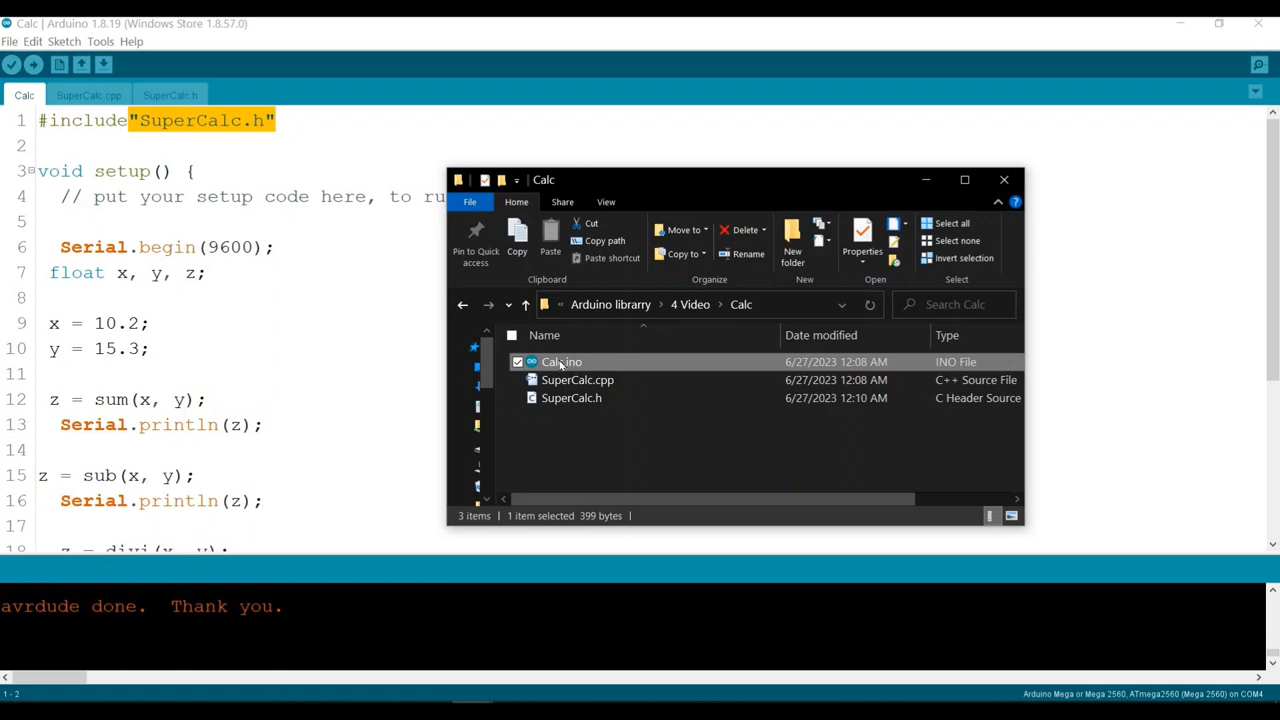 Calc | Arduino 1.8.19 (Windows Store 1.8.57.0)
File Edit Sketch Tools Help
Calc SuperCalc.cpp SuperCalc.h
1 #include"SuperCalc.h"
2
3 void setup() {
4 // put your setup code here, to ru
5
6 Serial.begin(9600);
7 float x, y, z;
8
9 x = 10.2;
10 y = 15.3;
11
12 z = sum(x, y);
13 Serial.println(z);
14
15 z = sub(x, y);
16 Serial.println(z);
17
18 z = divi(x, y);
Calc
File Home Share View
Pin to Quick access
Copy
Paste
Cut
Copy path
Paste shortcut
Clipboard
Move to
Copy to
Delete
Rename
Organize
New folder
Properties
Open
Select all
Select none
Invert selection
Select
« Arduino librarry > 4 Video > Calc
Search Calc
Name Date modified Type
Calc.ino 6/27/2023 12:08 AM INO File
SuperCalc.cpp 6/27/2023 12:08 AM C++ Source File
SuperCalc.h 6/27/2023 12:10 AM C Header Source
3 items 1 item selected 399 bytes
avrdude done. Thank you.
1 - 2
Arduino Mega or Mega 2560, ATmega2560 (Mega 2560) on COM4